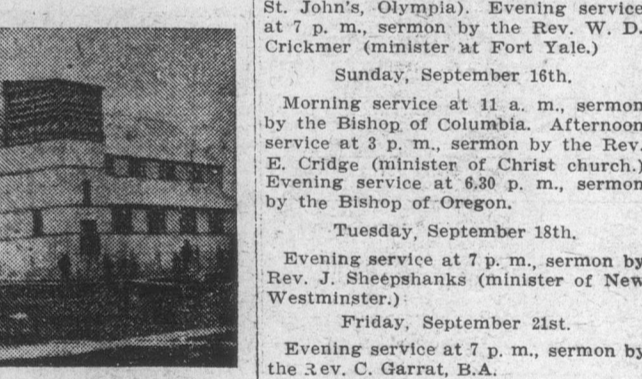 St. John's, Olympia). Evening service
at 7 p. m., sermon by the Rev. W. D.
Crickmer (minister at Fort Yale.)
Sunday, September 16th.
Morning service at 11 a. m., sermon
by the Bishop of Columbia. Afternoon
service at 3 p. m., sermon by the Rev.
E. Cridge (minister of Christ church.)
Evening service at 6,30 p. m., sermon
by the Bishop of Oregon.
Tuesday, September 18th.
Evening service at 7 p. m., sermon by
Rev. J. Sheepshanks (minister of New
Westminster.)
Friday, September 21st.
Evening service at 7 p. m., sermon by
the Rev. C. Garrat, B.A.